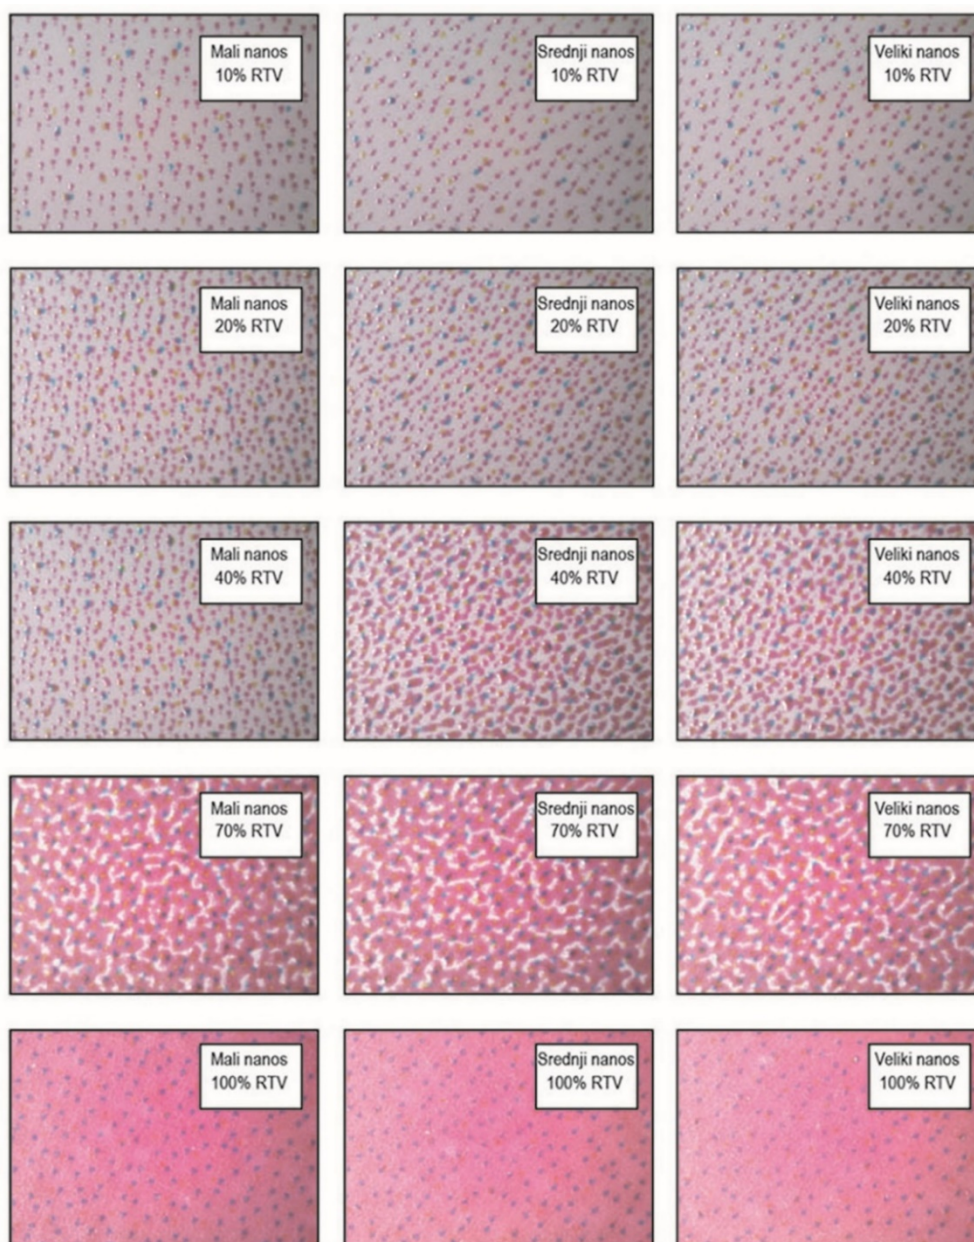 Mali nanos
10% RTV
Srednji nanos
10% RTV
Veliki nanos
10% RTV
Mali nanos
20% RTV
Srednji nanos
20% RTV
Veliki nanos
20% RTV
Mali nanos
40% RTV
Srednji nanos
40% RTV
Veliki nanos
40% RTV
Mali nanos
70% RTV
Srednji nanos
70% RTV
Veliki nanos
70% RTV
Mali nanos
100% RTV
Srednji nanos
100% RTV
Veliki nanos
100% RTV